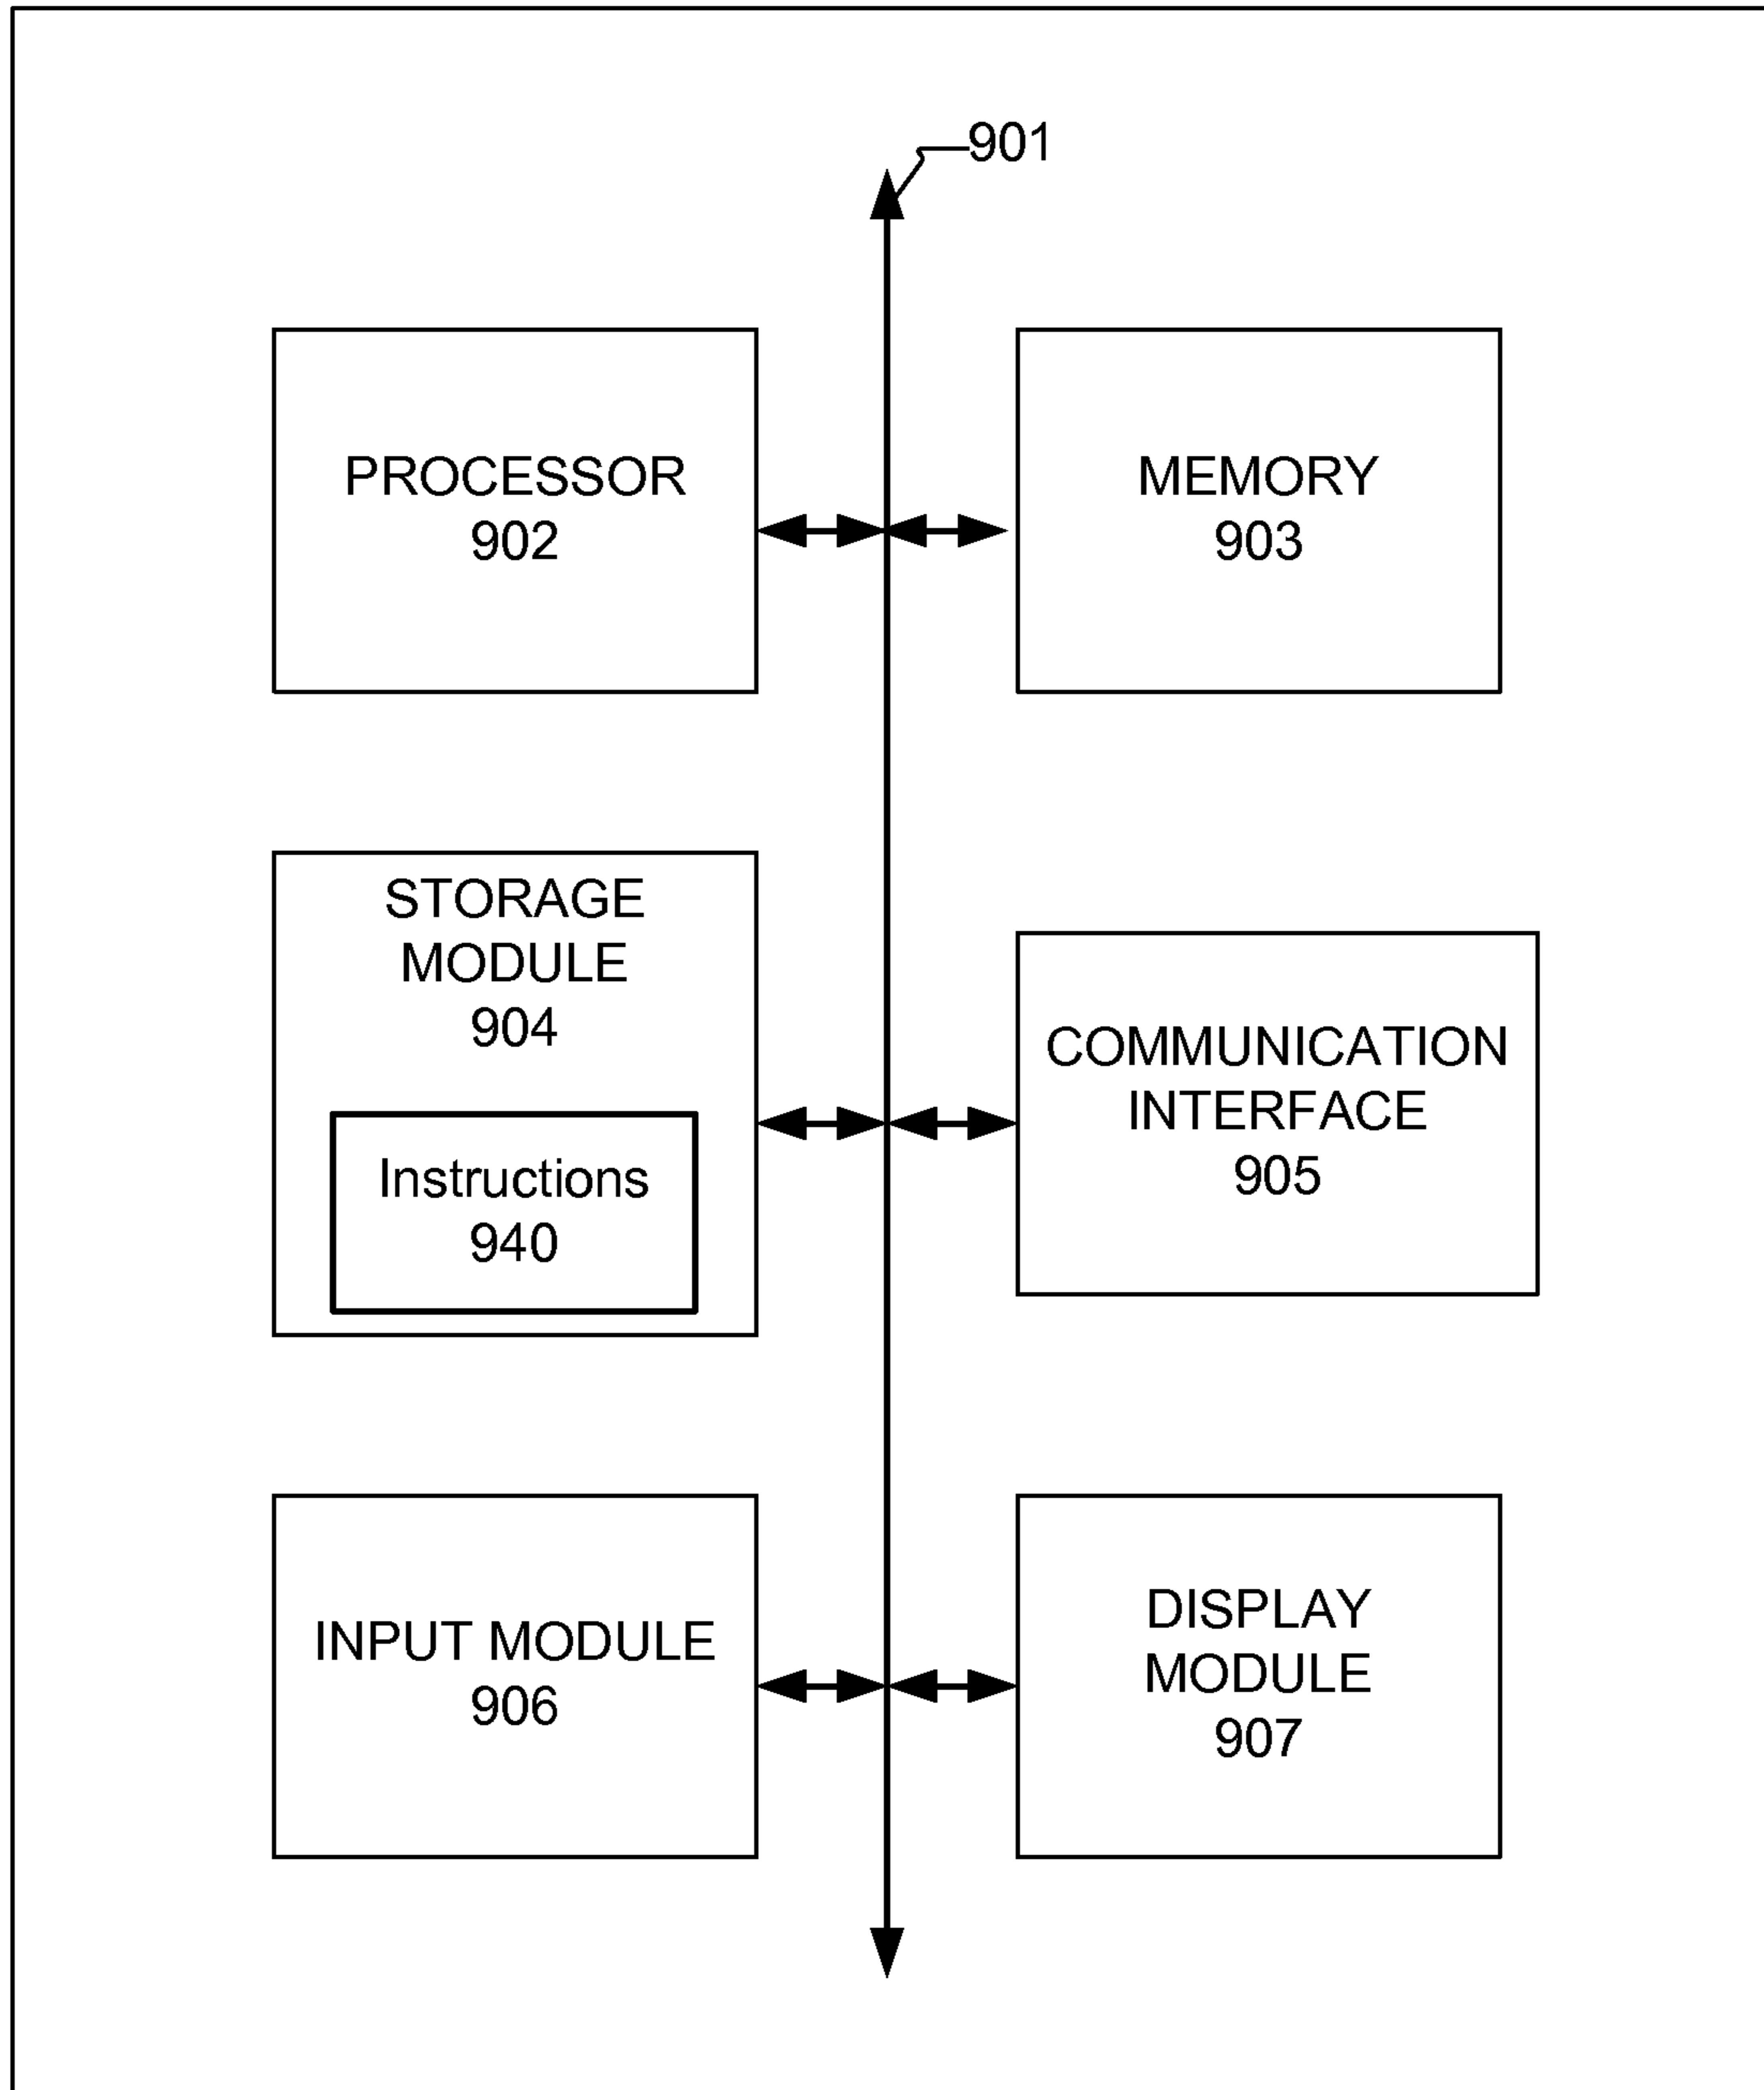 901
PROCESSOR
902
MEMORY
903
STORAGE
MODULE
904
Instructions
940
COMMUNICATION
INTERFACE
905
INPUT MODULE
906
DISPLAY
MODULE
907